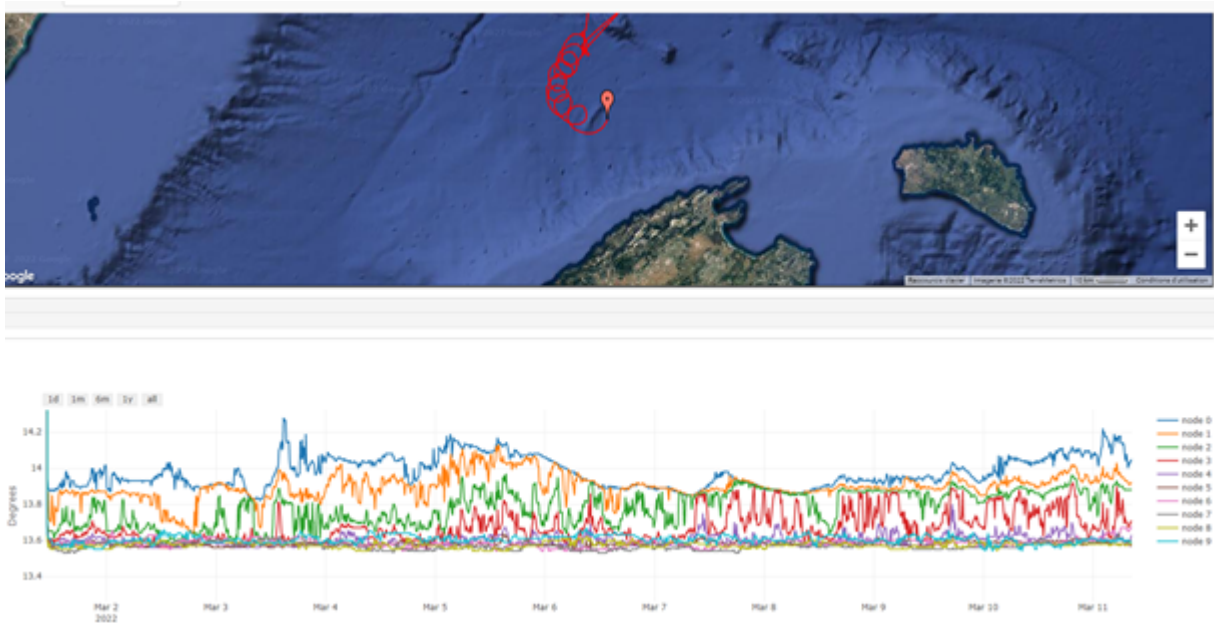 +
−
Google
Raccourcis clavier Imagerie ©2022 TerraMetrics 10 km Conditions d'utilisation
1d 1m 6m 1y all
14.2
14
13.8
13.6
13.4
Degrees
Mar 2 Mar 3 Mar 4 Mar 5 Mar 6 Mar 7 Mar 8 Mar 9 Mar 10 Mar 11
2022
node 0
node 1
node 2
node 3
node 4
node 5
node 6
node 7
node 8
node 9